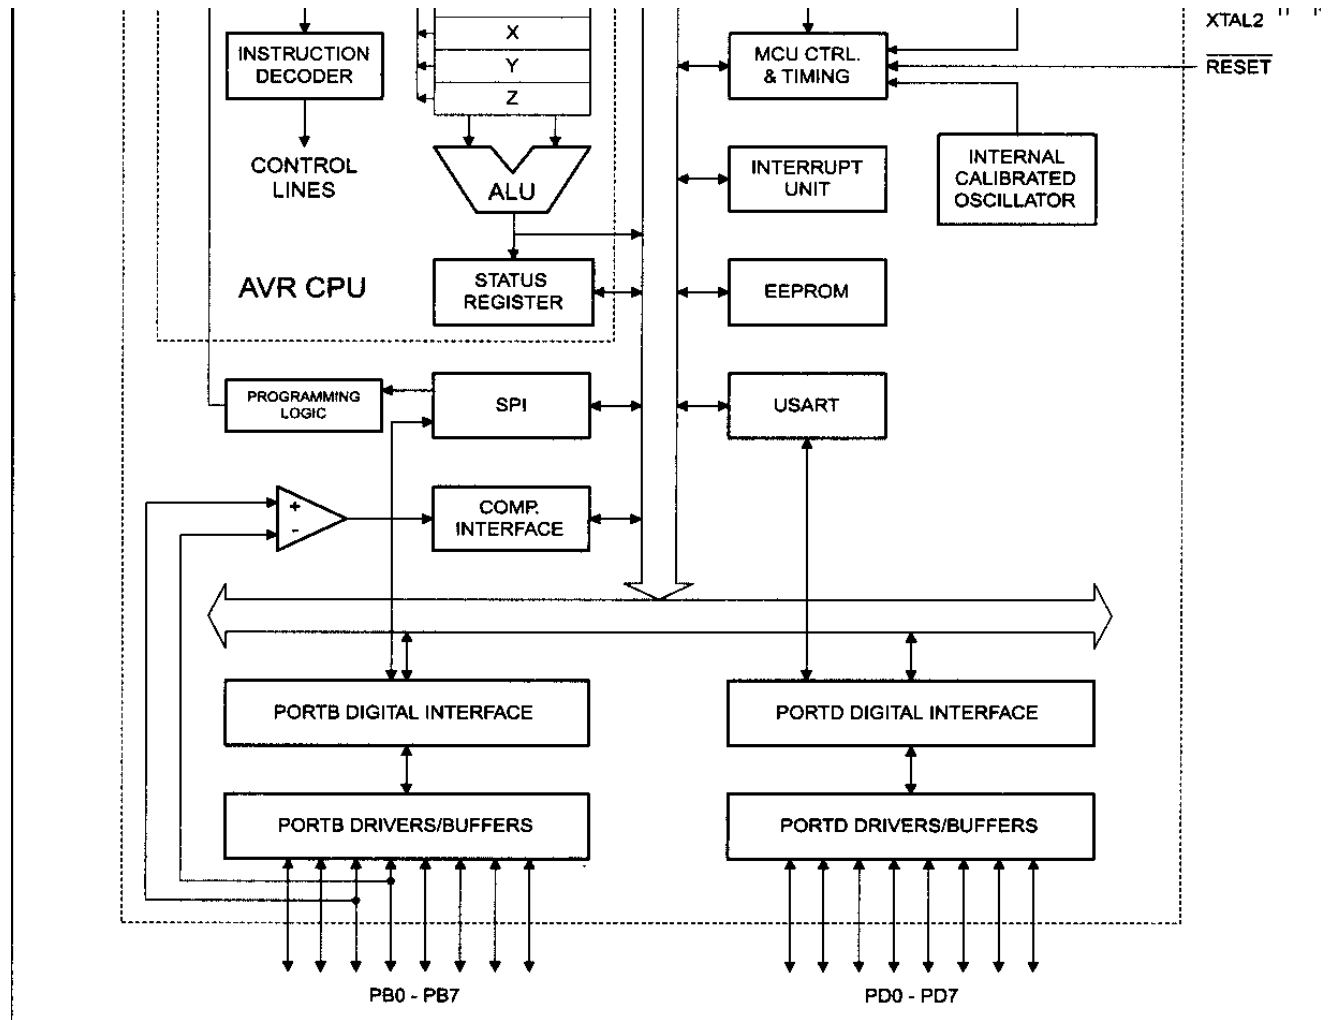 XTAL2
X
INSTRUCTION
DECODER
Y
Z
MCU CTRL.
& TIMING
RESET
CONTROL
LINES
ALU
INTERRUPT
UNIT
INTERNAL
CALIBRATED
OSCILLATOR
AVR CPU
STATUS
REGISTER
EEPROM
PROGRAMMING
LOGIC
SPI
USART
+
-
COMP.
INTERFACE
PORTB DIGITAL INTERFACE
PORTD DIGITAL INTERFACE
PORTB DRIVERS/BUFFERS
PORTD DRIVERS/BUFFERS
PB0 - PB7
PD0 - PD7